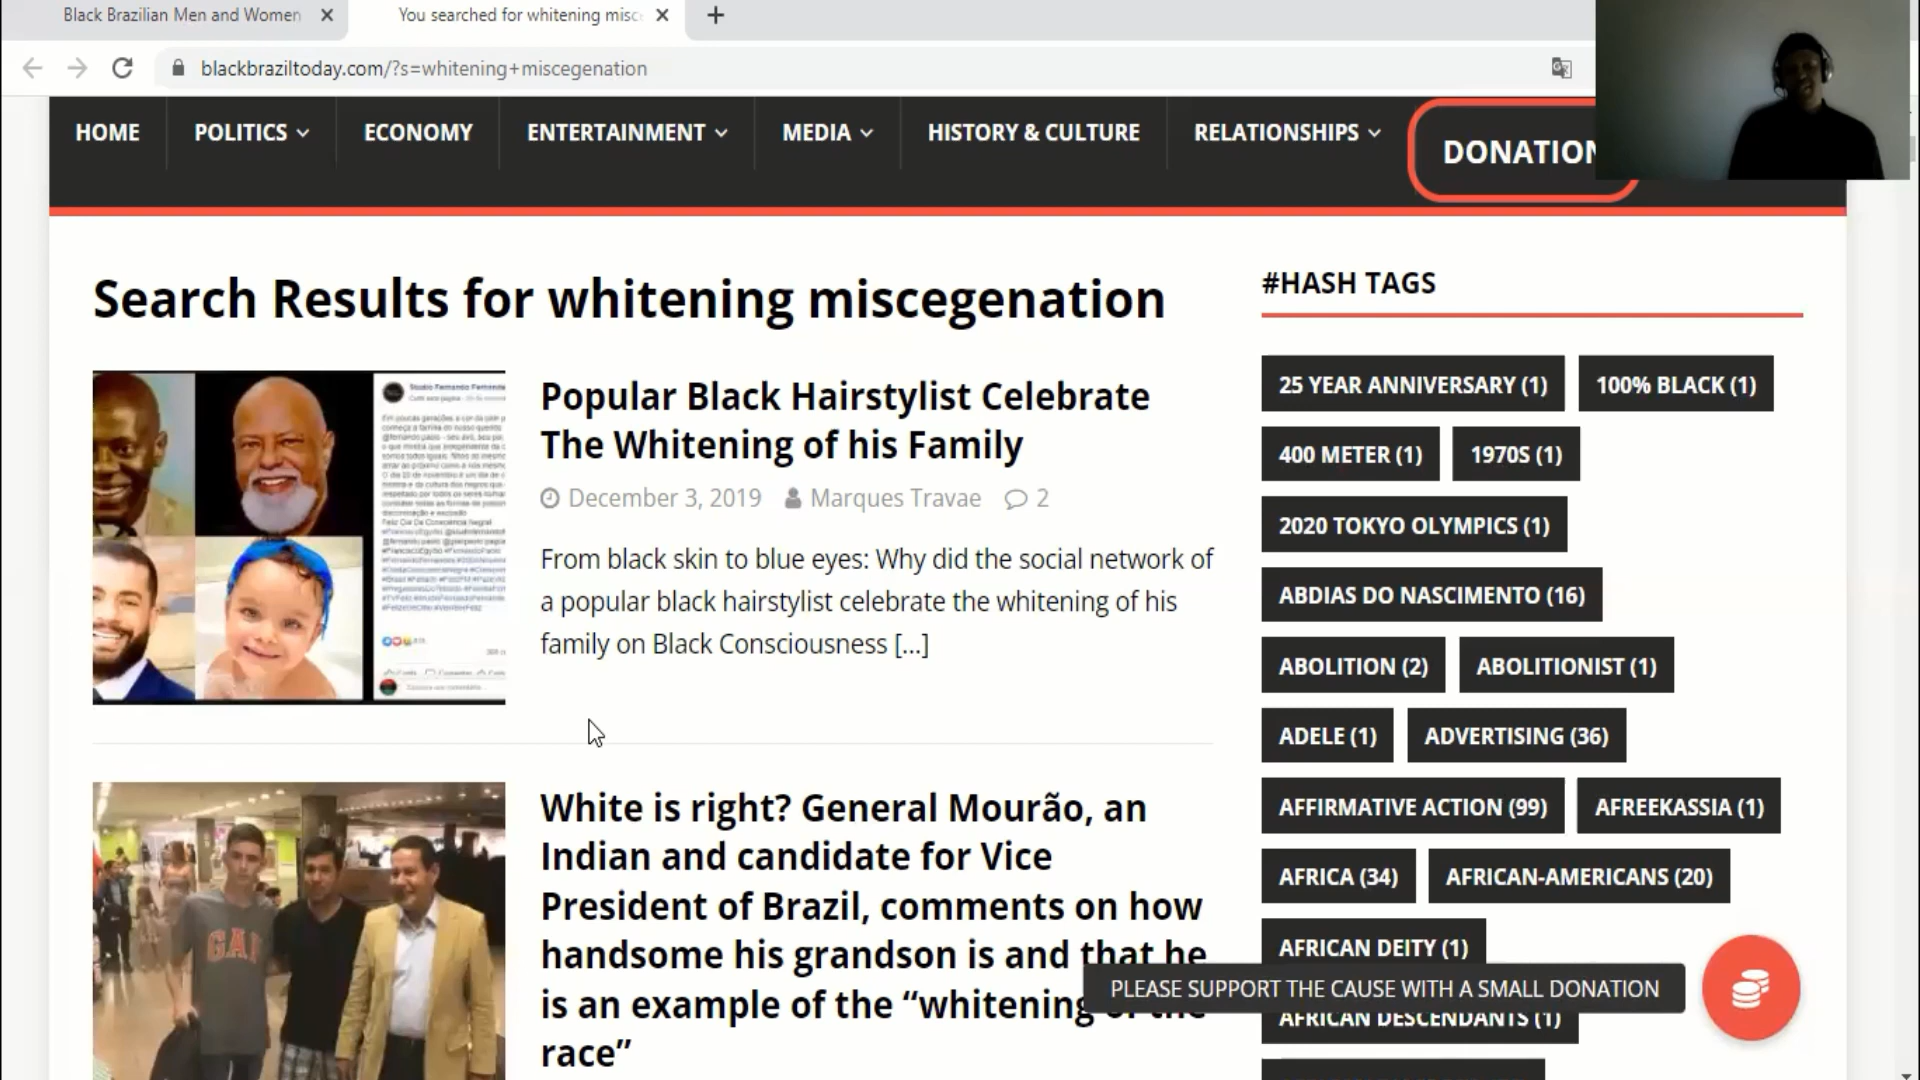 Black Brazilian Men and Women
You searched for whitening misc
blackbraziltoday.com/?s=whitening+miscegenation
HOME POLITICS ECONOMY ENTERTAINMENT MEDIA HISTORY & CULTURE RELATIONSHIPS DONATION
Search Results for whitening miscegenation
Popular Black Hairstylist Celebrate
The Whitening of his Family
December 3, 2019 Marques Travae 2
From black skin to blue eyes: Why did the social network of
a popular black hairstylist celebrate the whitening of his
family on Black Consciousness [...]
White is right? General Mourão, an
Indian and candidate for Vice
President of Brazil, comments on how
handsome his grandson is and that he
is an example of the “whitening of the
race”
GAP
#HASH TAGS
25 YEAR ANNIVERSARY (1) 100% BLACK (1)
400 METER (1) 1970S (1)
2020 TOKYO OLYMPICS (1)
ABDIAS DO NASCIMENTO (16)
ABOLITION (2) ABOLITIONIST (1)
ADELE (1) ADVERTISING (36)
AFFIRMATIVE ACTION (99) AFREEKASSIA (1)
AFRICA (34) AFRICAN-AMERICANS (20)
AFRICAN DEITY (1)
PLEASE SUPPORT THE CAUSE WITH A SMALL DONATION
AFRICAN DESCENDANTS (1)